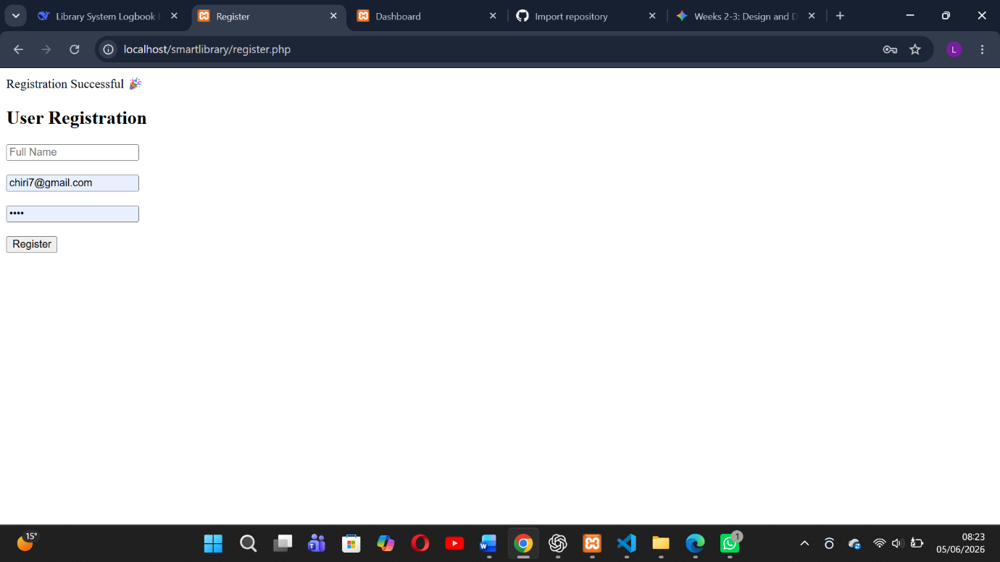 Library System Logbook
Register
Dashboard
Import repository
Weeks 2-3: Design and D
localhost/smartlibrary/register.php
L
Registration Successful 🎉
User Registration
Full Name
chiri7@gmail.com
••••
Register
15°
1
08:23
05/06/2026